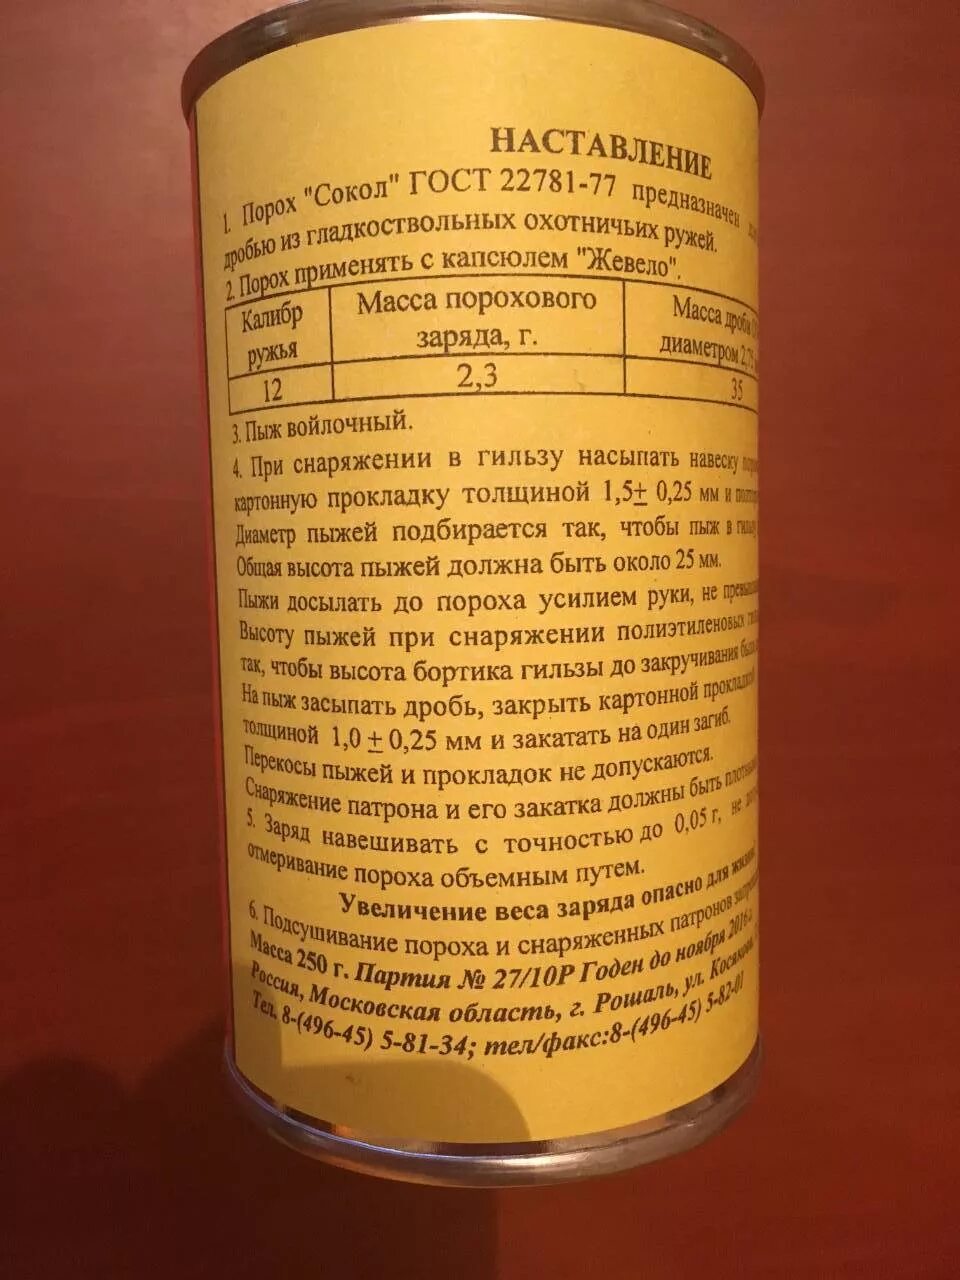 НАСТАВЛЕНИЕ
1. Порох "Сокол" ГОСТ 22781-77 предназначен
дробью из гладкоствольных охотничьих ружей.
2. Порох применять с капсюлем "Жевело".
Калибр ружья Масса порохового заряда, г. Масса дроби диаметром 2,75
12 2,3 35
3. Пыж войлочный.
4. При снаряжении в гильзу насыпать навеску
картонную прокладку толщиной 1,5± 0,25 мм и
Диаметр пыжей подбирается так, чтобы пыж в
Общая высота пыжей должна быть около 25 мм.
Пыжи досылать до пороха усилием руки, не
Высоту пыжей при снаряжении полиэтиленовых
так, чтобы высота бортика гильзы до закручивания
На пыж засыпать дробь, закрыть картонной прокладкой
толщиной 1,0 ± 0,25 мм и закатать на один загиб.
Перекосы пыжей и прокладок не допускаются.
Снаряжение патрона и его закатка должны быть
5. Заряд навешивать с точностью до 0,05 г, не
отмеривание пороха объемным путем.
Увеличение веса заряда опасно для жизни
6. Подсушивание пороха и снаряженных патронов
Масса 250 г. Партия № 27/10Р Годен до ноября 2016г.
Россия, Московская область, г. Рошаль, ул. Косякова
Тел. 8-(496-45) 5-81-34; тел/факс:8-(496-45) 5-82-01